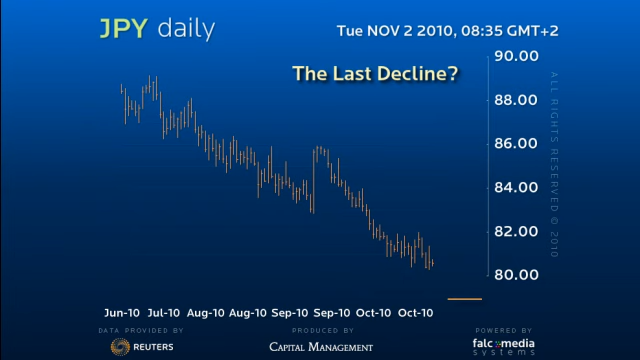 JPY daily
Tue NOV 2 2010, 08:35 GMT+2
The Last Decline?
90.00
88.00
86.00
84.00
82.00
80.00
ALL RIGHTS RESERVED © 2010
Jun-10 Jul-10 Aug-10 Aug-10 Sep-10 Sep-10 Oct-10 Oct-10
DATA PROVIDED BY
REUTERS
PRODUCED BY
CAPITAL MANAGEMENT
POWERED BY
falc media
systems